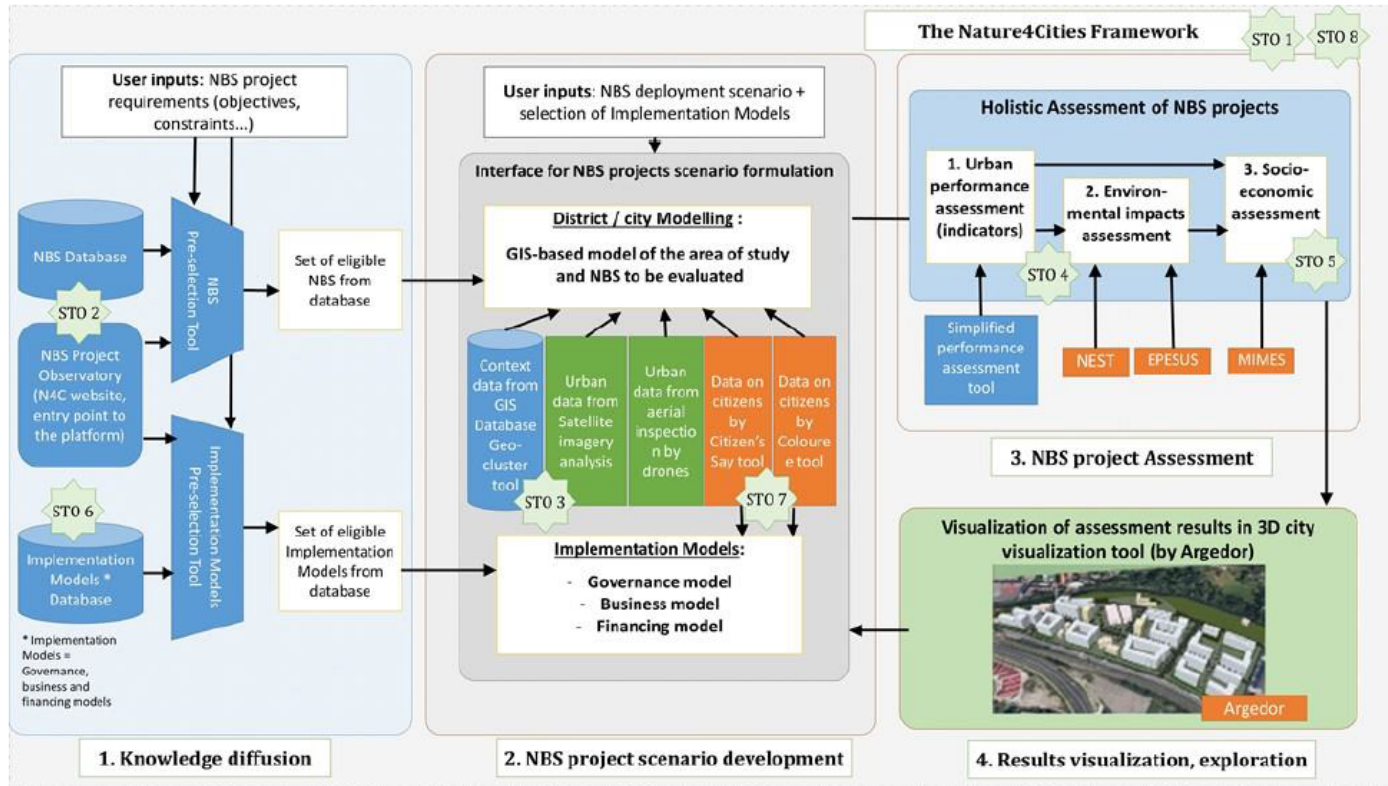 The Nature4Cities Framework
STO 1
STO 8
User inputs: NBS project
requirements (objectives,
constraints...)
NBS Database
STO 2
NBS Project
Observatory
(N4C website,
entry point to
the platform)
STO 6
Implementation
Models *
Database
* Implementation
Models =
Governance,
business and
financing models
NBS
Pre-selection Tool
Implementation Models
Pre-selection Tool
Set of eligible
NBS from
database
Set of eligible
Implementation
Models from
database
1. Knowledge diffusion
User inputs: NBS deployment scenario +
selection of Implementation Models
Interface for NBS projects scenario formulation
District / city Modelling :
GIS-based model of the area of study
and NBS to be evaluated
Context
data from
GIS
Database
Geo-
cluster
tool
Urban
data from
Satellite
imagery
analysis
Urban
data from
aerial
inspectio
n by
drones
Data on
citizens
by
Citizen's
Say tool
Data on
citizens
by
Coloure
e tool
STO 3
STO 7
Implementation Models:
- Governance model
- Business model
- Financing model
2. NBS project scenario development
Holistic Assessment of NBS projects
1. Urban
performance
assessment
(indicators)
2. Environ-
mental impacts
assessment
3. Socio-
economic
assessment
STO 4
STO 5
Simplified
performance
assessment
tool
NEST
EPESUS
MIMES
3. NBS project Assessment
Visualization of assessment results in 3D city
visualization tool (by Argedor)
Argedor
4. Results visualization, exploration